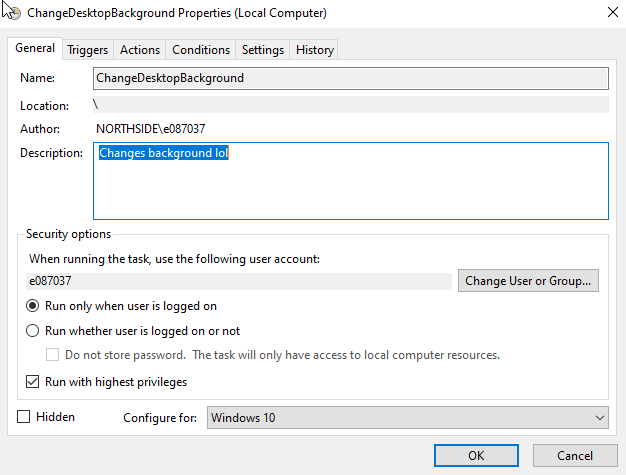 ChangeDesktopBackground Properties (Local Computer)
General Triggers Actions Conditions Settings History
Name: ChangeDesktopBackground
Location: \
Author: NORTHSIDE\e087037
Description: Changes background lol
Security options
When running the task, use the following user account:
e087037 Change User or Group...
Run only when user is logged on
Run whether user is logged on or not
Do not store password. The task will only have access to local computer resources.
Run with highest privileges
Hidden Configure for: Windows 10
OK Cancel